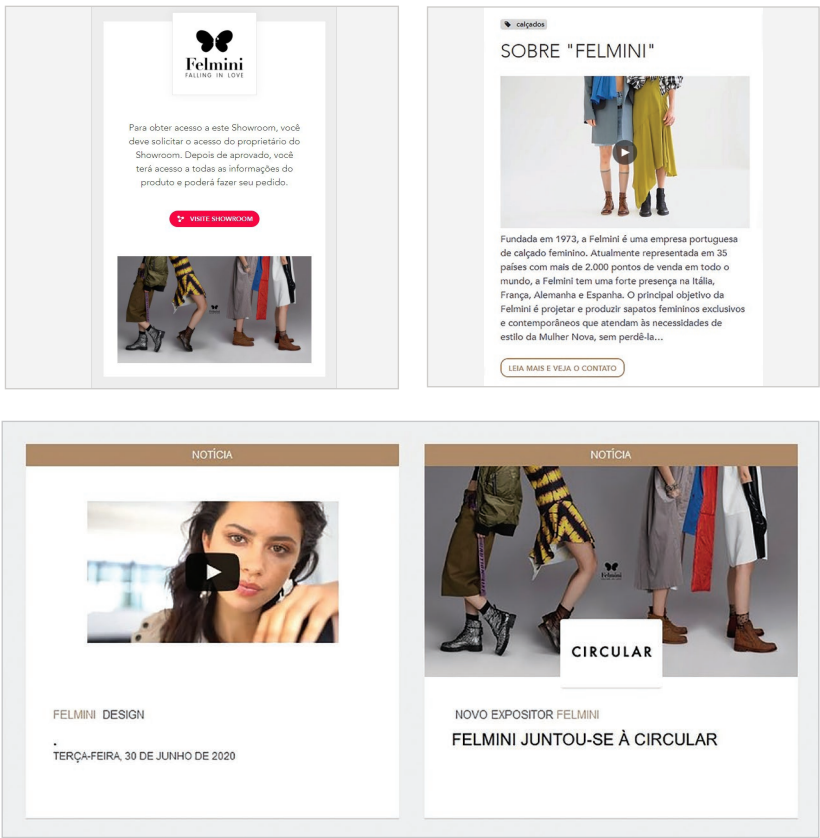 Felmini
FALLING IN LOVE
Para obter acesso a este Showroom, você
deve solicitar o acesso do proprietário do
Showroom. Depois de aprovado, você
terá acesso a todas as informações do
produto e poderá fazer seu pedido.
VISITE SHOWROOM
Felmini
calçados
SOBRE "FELMINI"
Fundada em 1973, a Felmini é uma empresa portuguesa
de calçado feminino. Atualmente representada em 35
países com mais de 2.000 pontos de venda em todo o
mundo, a Felmini tem uma forte presença na Itália,
França, Alemanha e Espanha. O principal objetivo da
Felmini é projetar e produzir sapatos femininos exclusivos
e contemporâneos que atendam às necessidades de
estilo da Mulher Nova, sem perdê-la...
LEIA MAIS E VEJA O CONTATO
NOTÍCIA
FELMINI DESIGN
.
TERÇA-FEIRA, 30 DE JUNHO DE 2020
NOTÍCIA
Felmini
CIRCULAR
NOVO EXPOSITOR FELMINI
FELMINI JUNTOU-SE À CIRCULAR